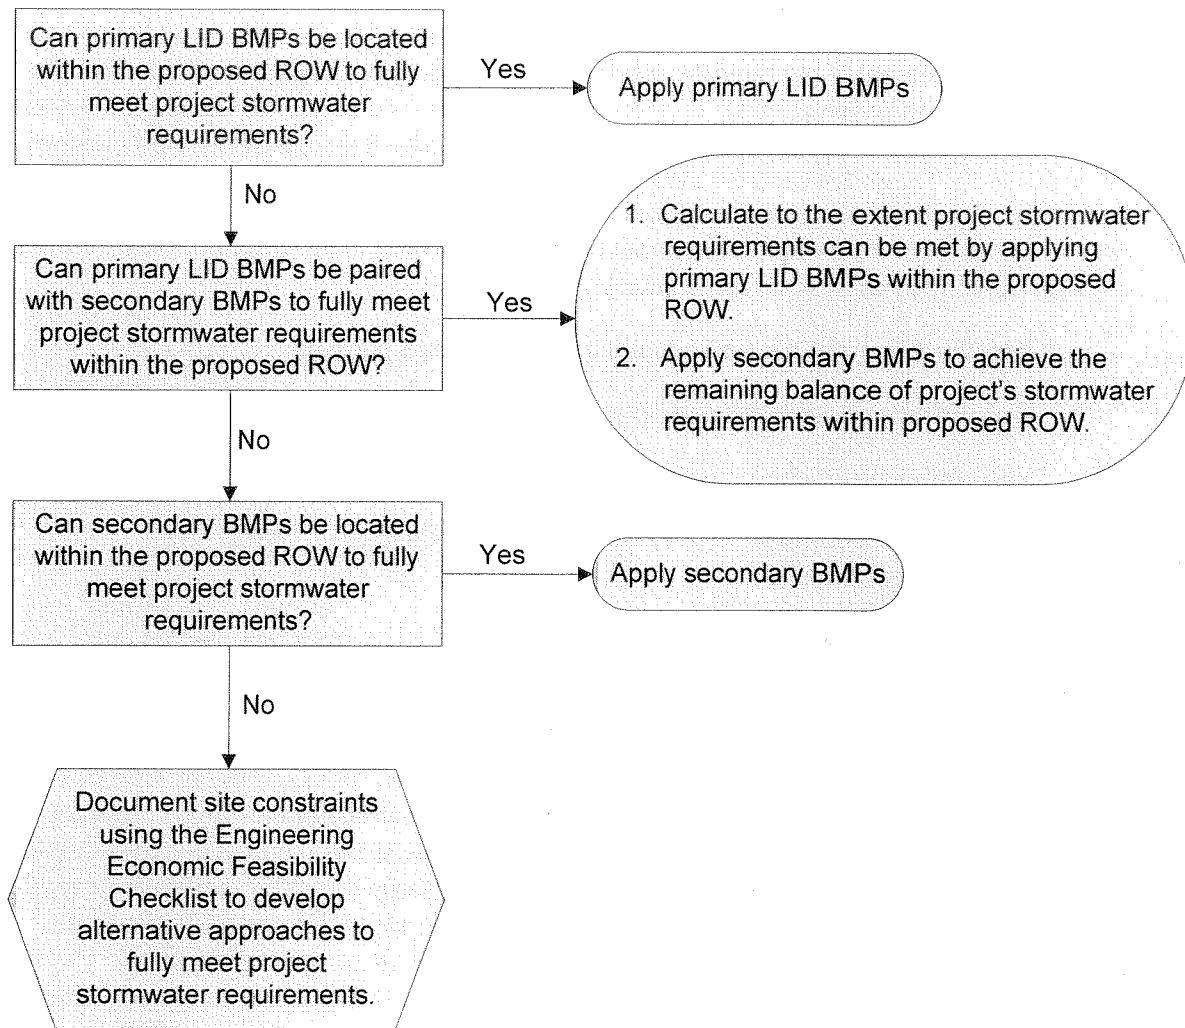 Can primary LID BMPs be located
within the proposed ROW to fully
meet project stormwater
requirements?
Yes
Apply primary LID BMPs
No
Can primary LID BMPs be paired
with secondary BMPs to fully meet
project stormwater requirements
within the proposed ROW?
Yes
1. Calculate to the extent project stormwater
requirements can be met by applying
primary LID BMPs within the proposed
ROW.
2. Apply secondary BMPs to achieve the
remaining balance of project's stormwater
requirements within proposed ROW.
No
Can secondary BMPs be located
within the proposed ROW to fully
meet project stormwater
requirements?
Yes
Apply secondary BMPs
No
Document site constraints
using the Engineering
Economic Feasibility
Checklist to develop
alternative approaches to
fully meet project
stormwater requirements.